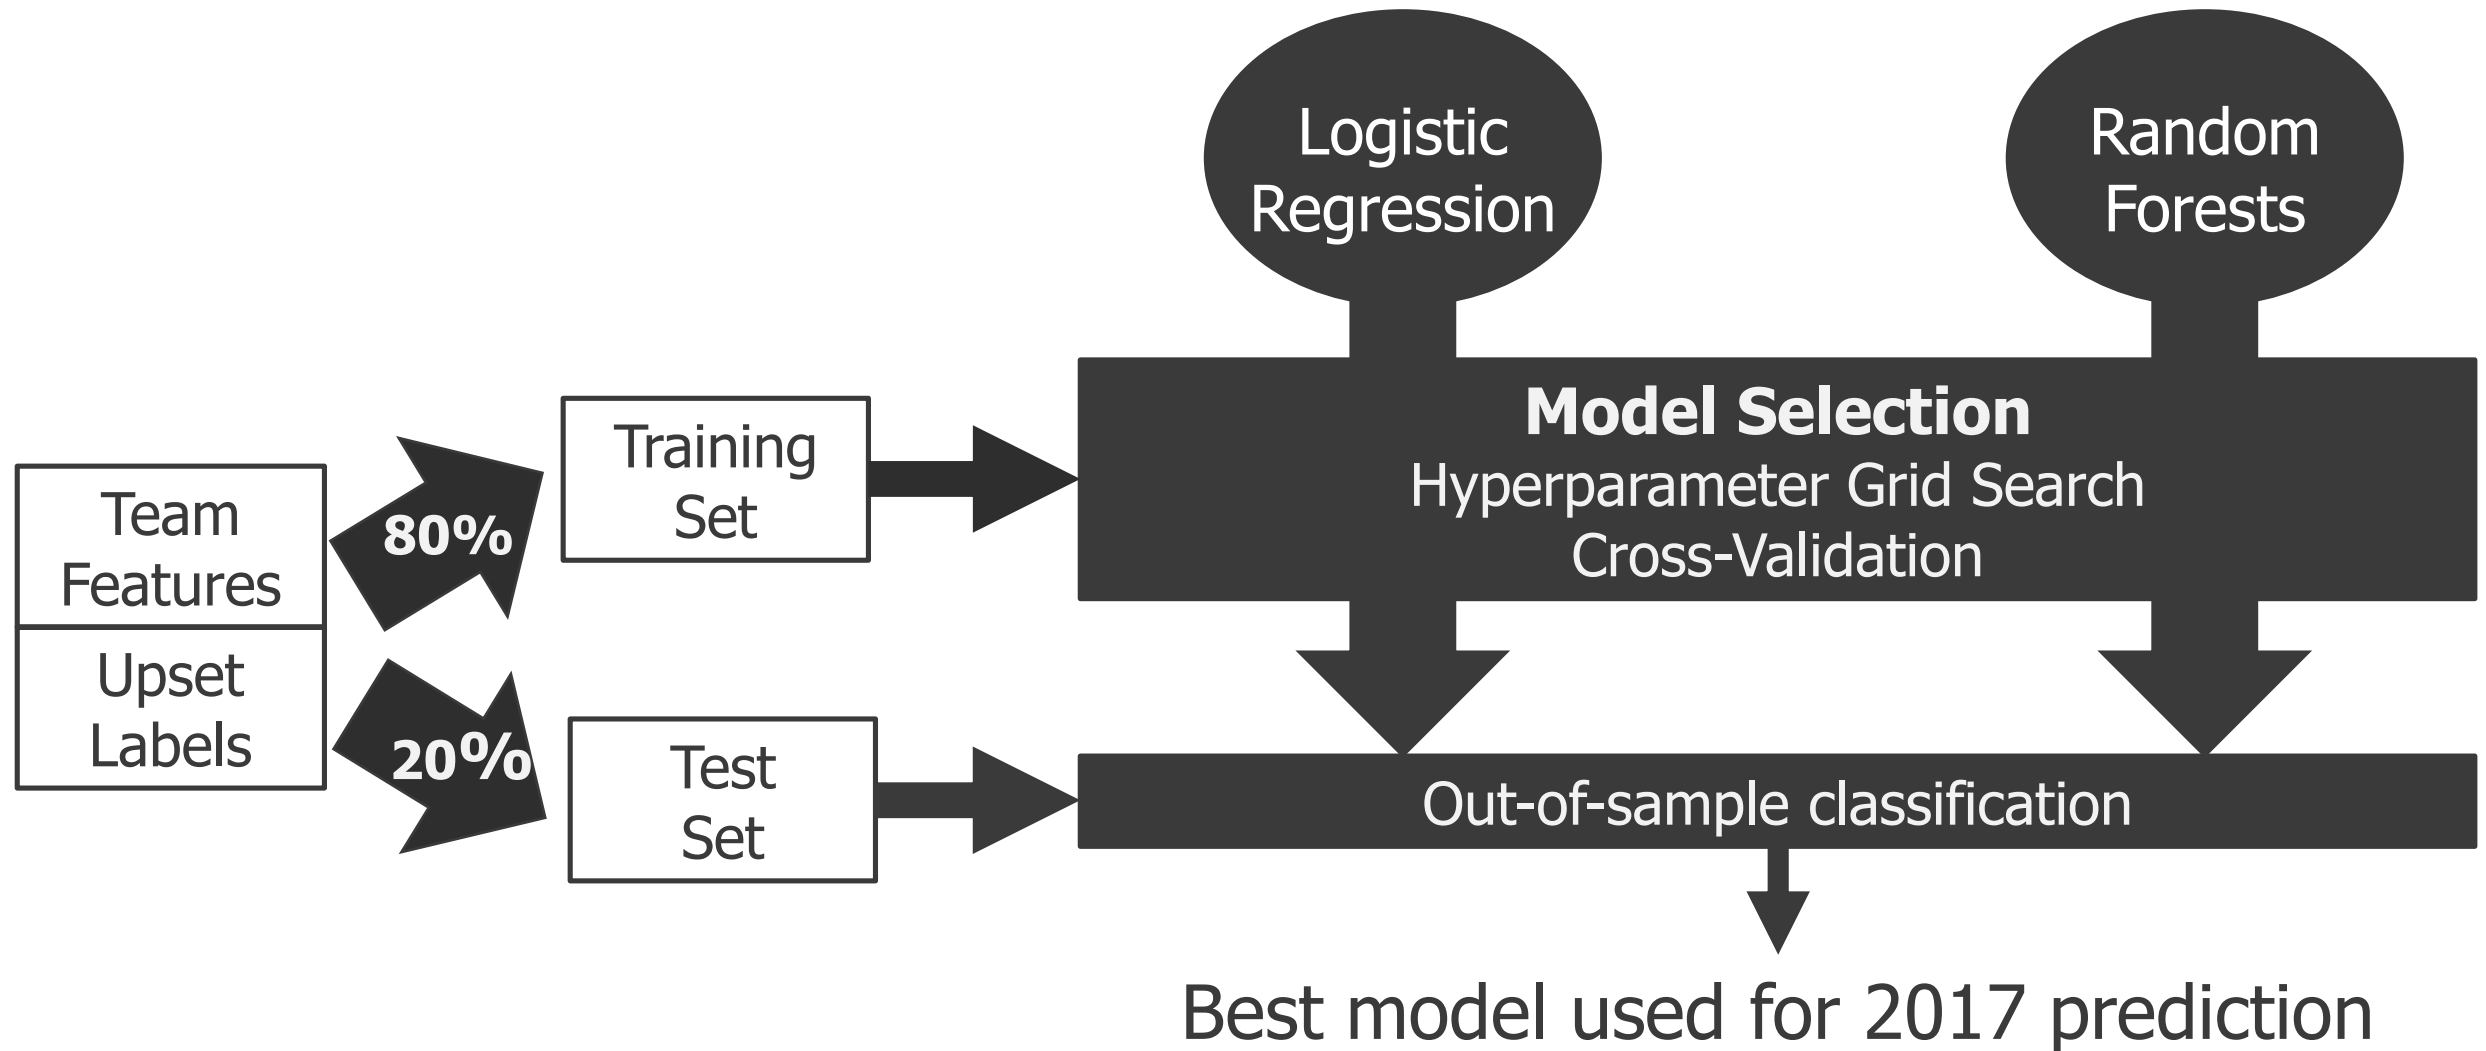 Logistic
Regression
Random
Forests
Team
Features
Upset
Labels
80%
20%
Training
Set
Test
Set
Model Selection
Hyperparameter Grid Search
Cross-Validation
Out-of-sample classification
Best model used for 2017 prediction